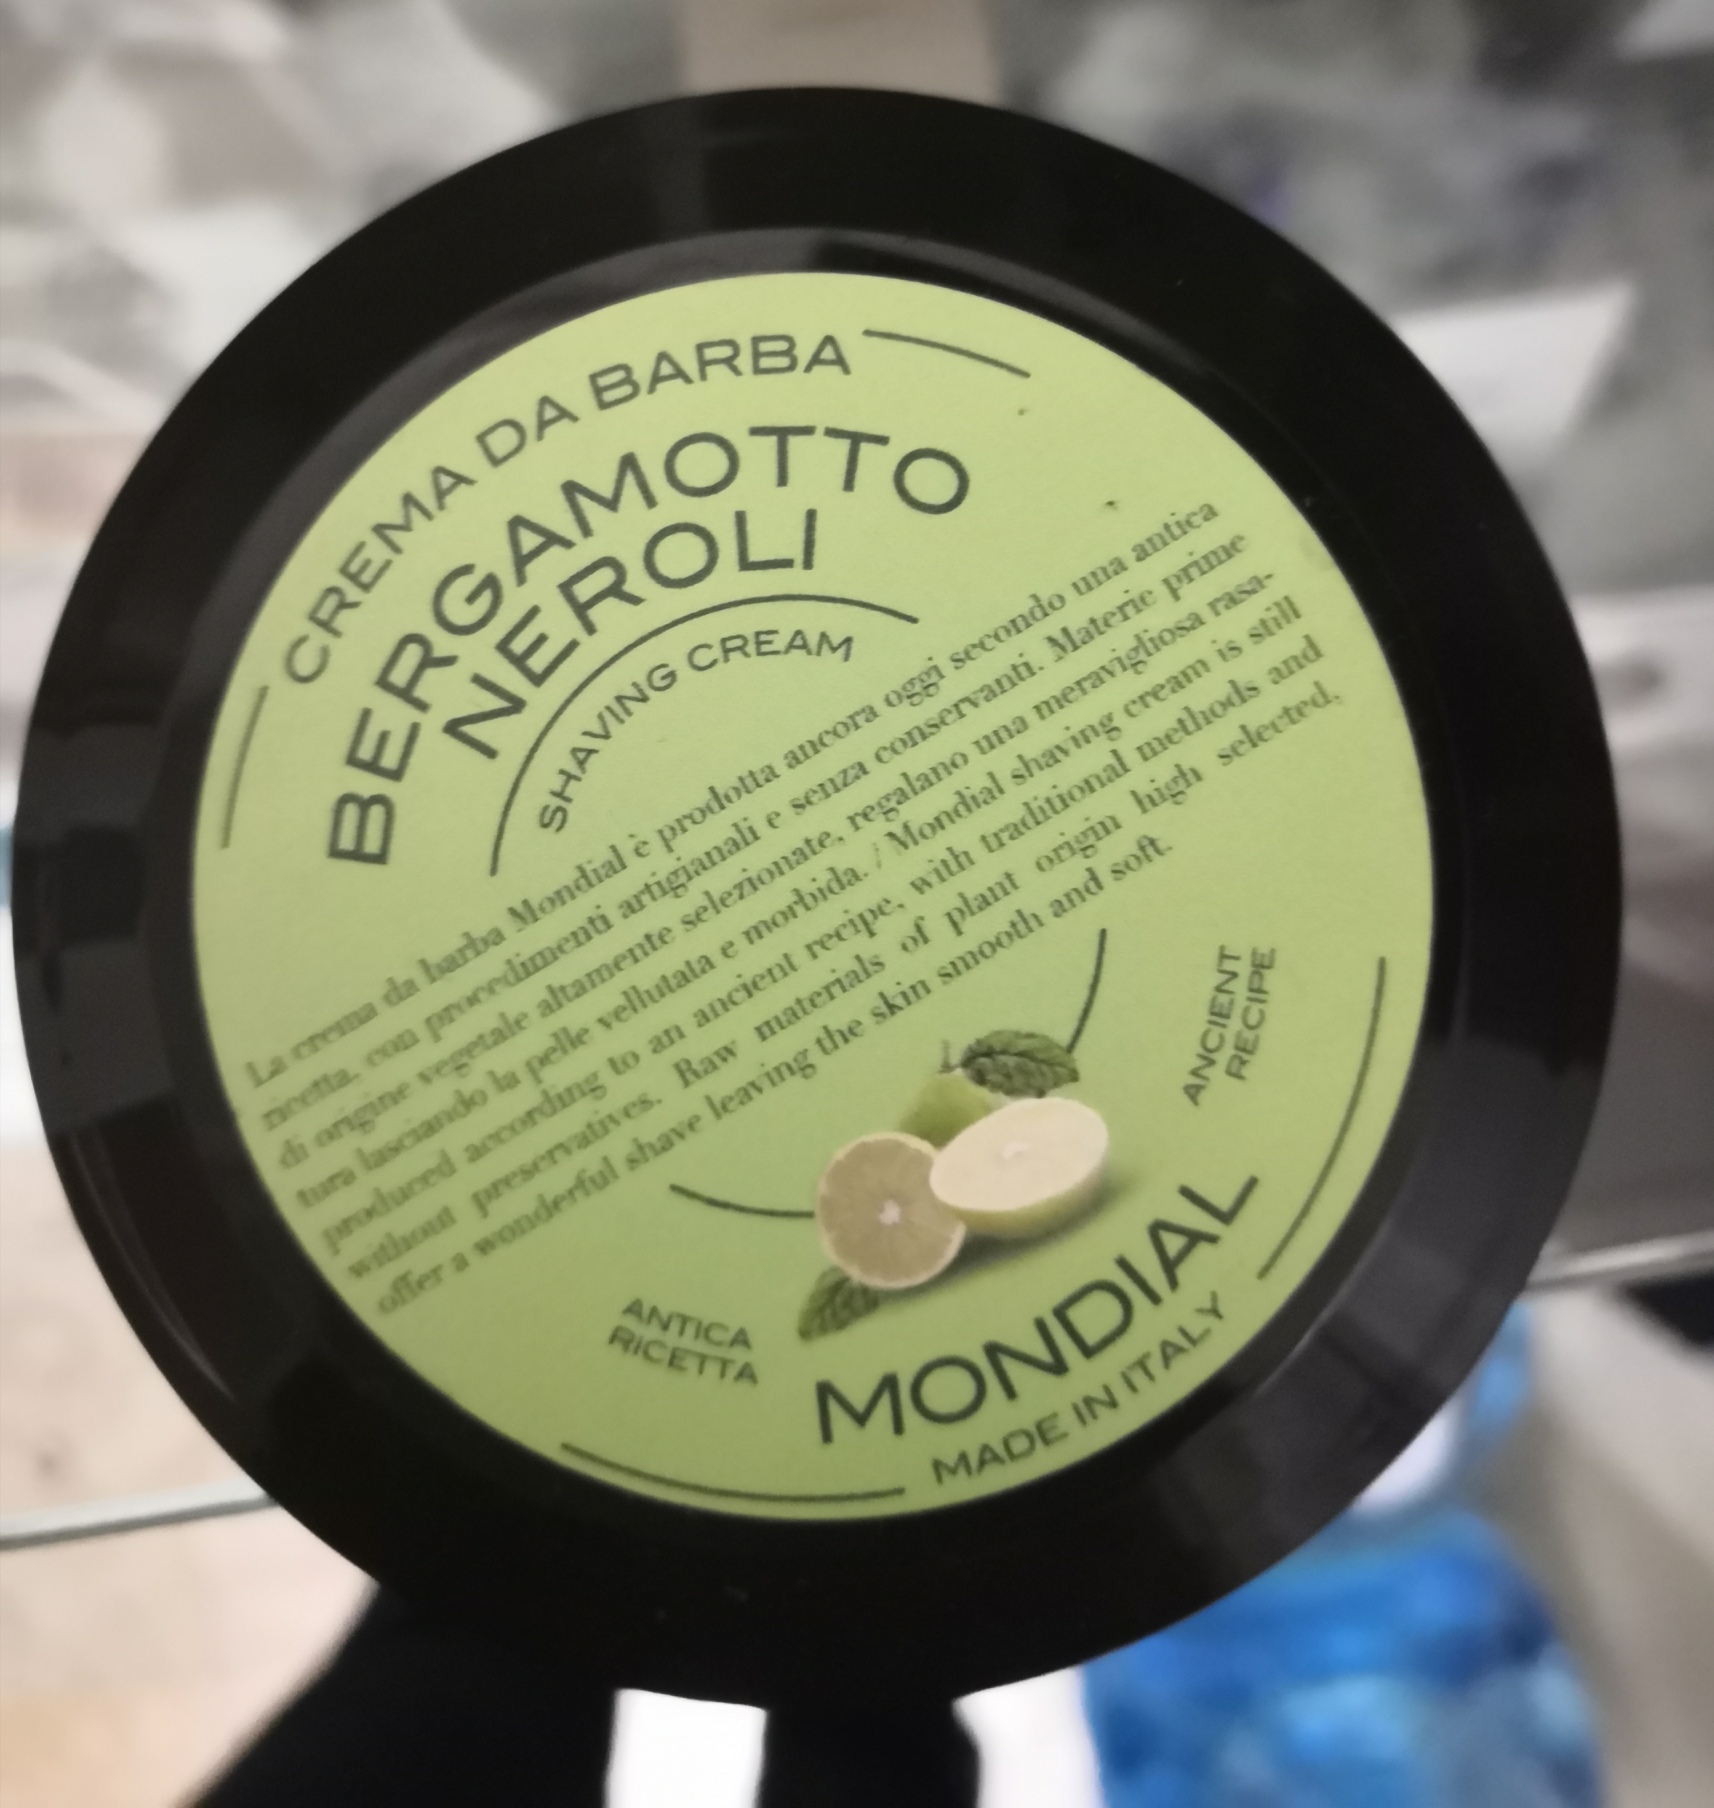 CREMA DA BARBA
BERGAMOTTO
NEROLI
SHAVING CREAM
La crema da barba Mondial è prodotta ancora oggi secondo una antica
ricetta, con procedimenti artigianali e senza conservanti. Materie prime
di origine vegetale altamente selezionate, regalano una meravigliosa rasa-
tura lasciando la pelle vellutata e morbida. / Mondial shaving cream is still
produced according to an ancient recipe, with traditional methods and
without preservatives. Raw materials of plant origin high selected,
offer a wonderful shave leaving the skin smooth and soft.
ANTICA
RICETTA
ANCIENT
RECIPE
MONDIAL
MADE IN ITALY